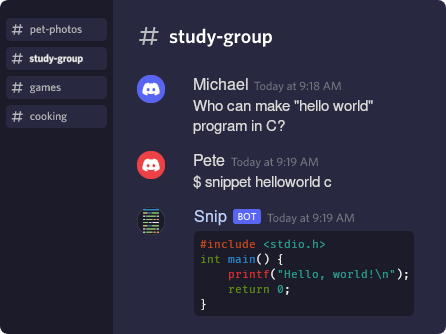 # pet-photos
# study-group
# games
# cooking
# study-group
Michael Today at 9:18 AM
Who can make "hello world"
program in C?
Pete Today at 9:19 AM
$ snippet helloworld c
Snip BOT Today at 9:19 AM
#include <stdio.h>
int main() {
    printf("Hello, world!\n");
    return 0;
}